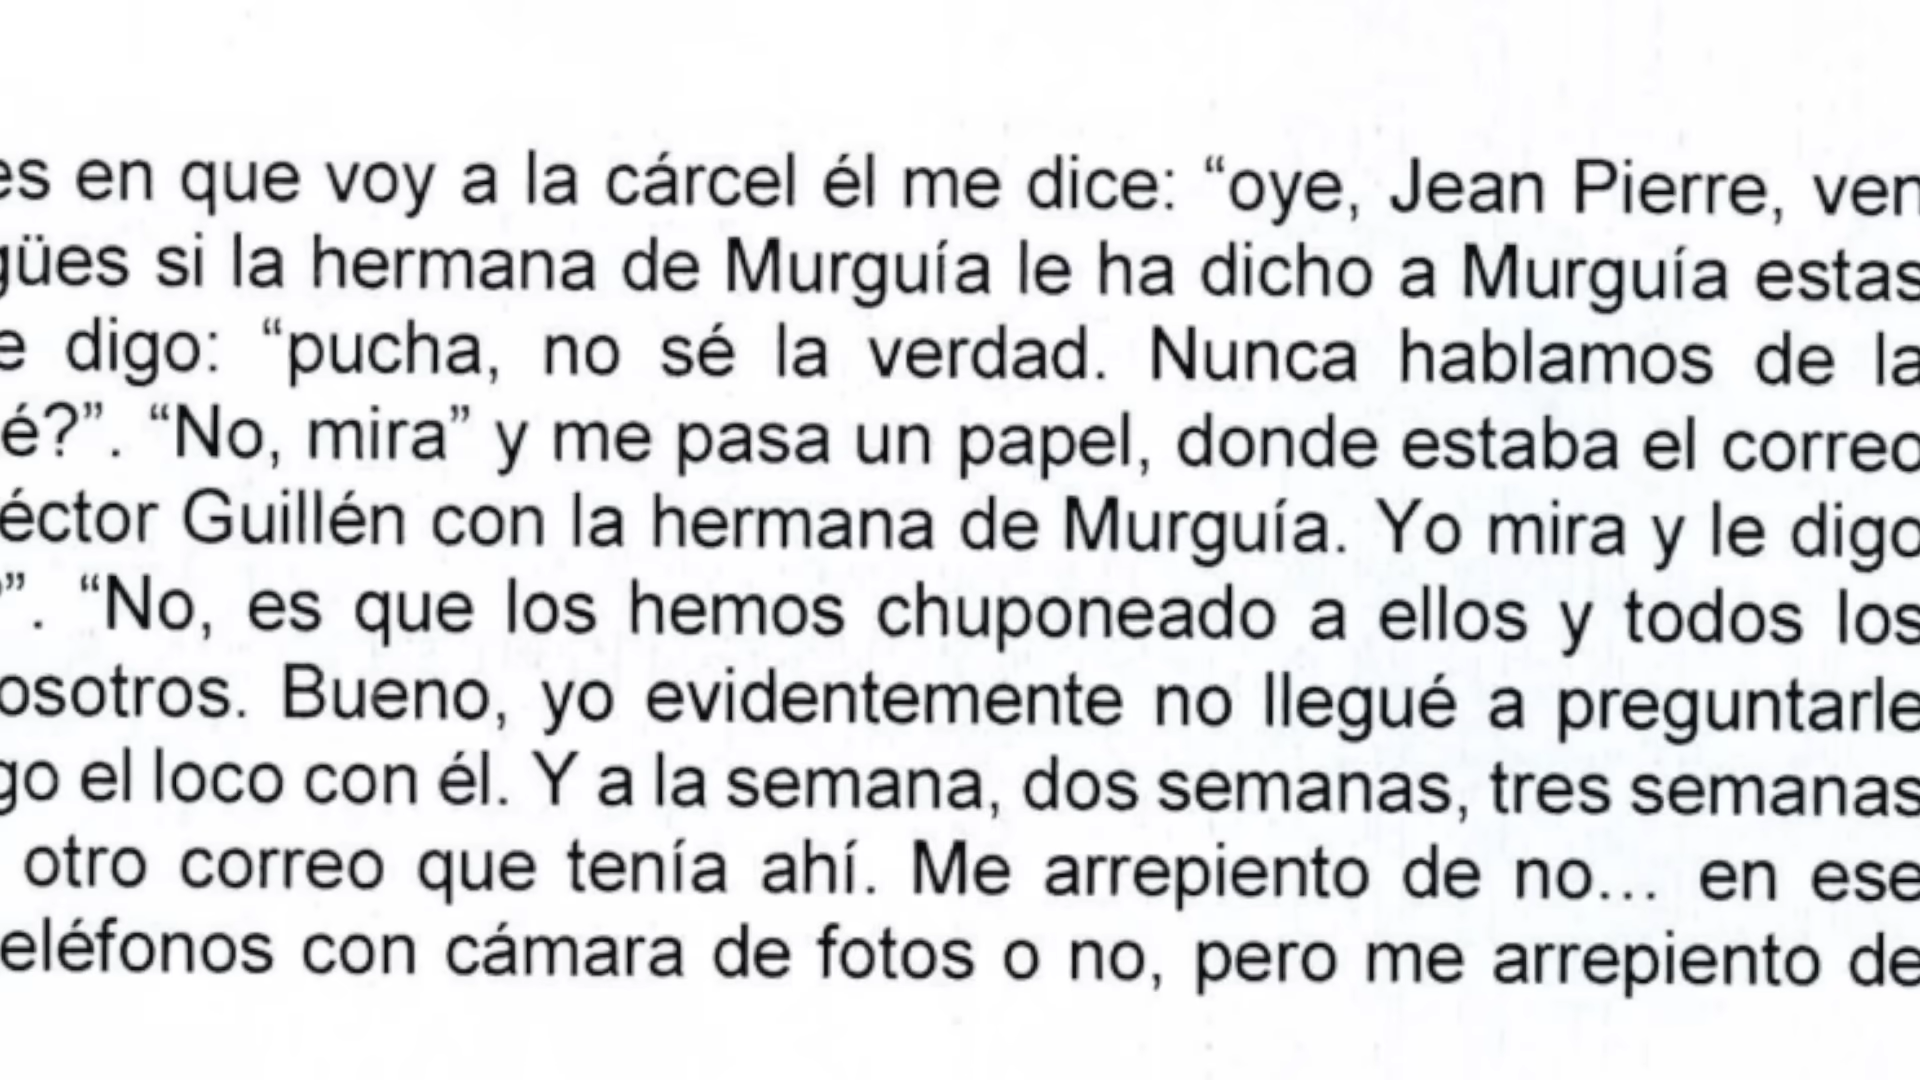 es en que voy a la cárcel él me dice: “oye, Jean Pierre, ven
gües si la hermana de Murguía le ha dicho a Murguía estas
e digo: “pucha, no sé la verdad. Nunca hablamos de la
é?”. “No, mira” y me pasa un papel, donde estaba el correo
éctor Guillén con la hermana de Murguía. Yo mira y le digo
”. “No, es que los hemos chuponeado a ellos y todos los
osotros. Bueno, yo evidentemente no llegué a preguntarle
go el loco con él. Y a la semana, dos semanas, tres semanas
otro correo que tenía ahí. Me arrepiento de no… en ese
eléfonos con cámara de fotos o no, pero me arrepiento de